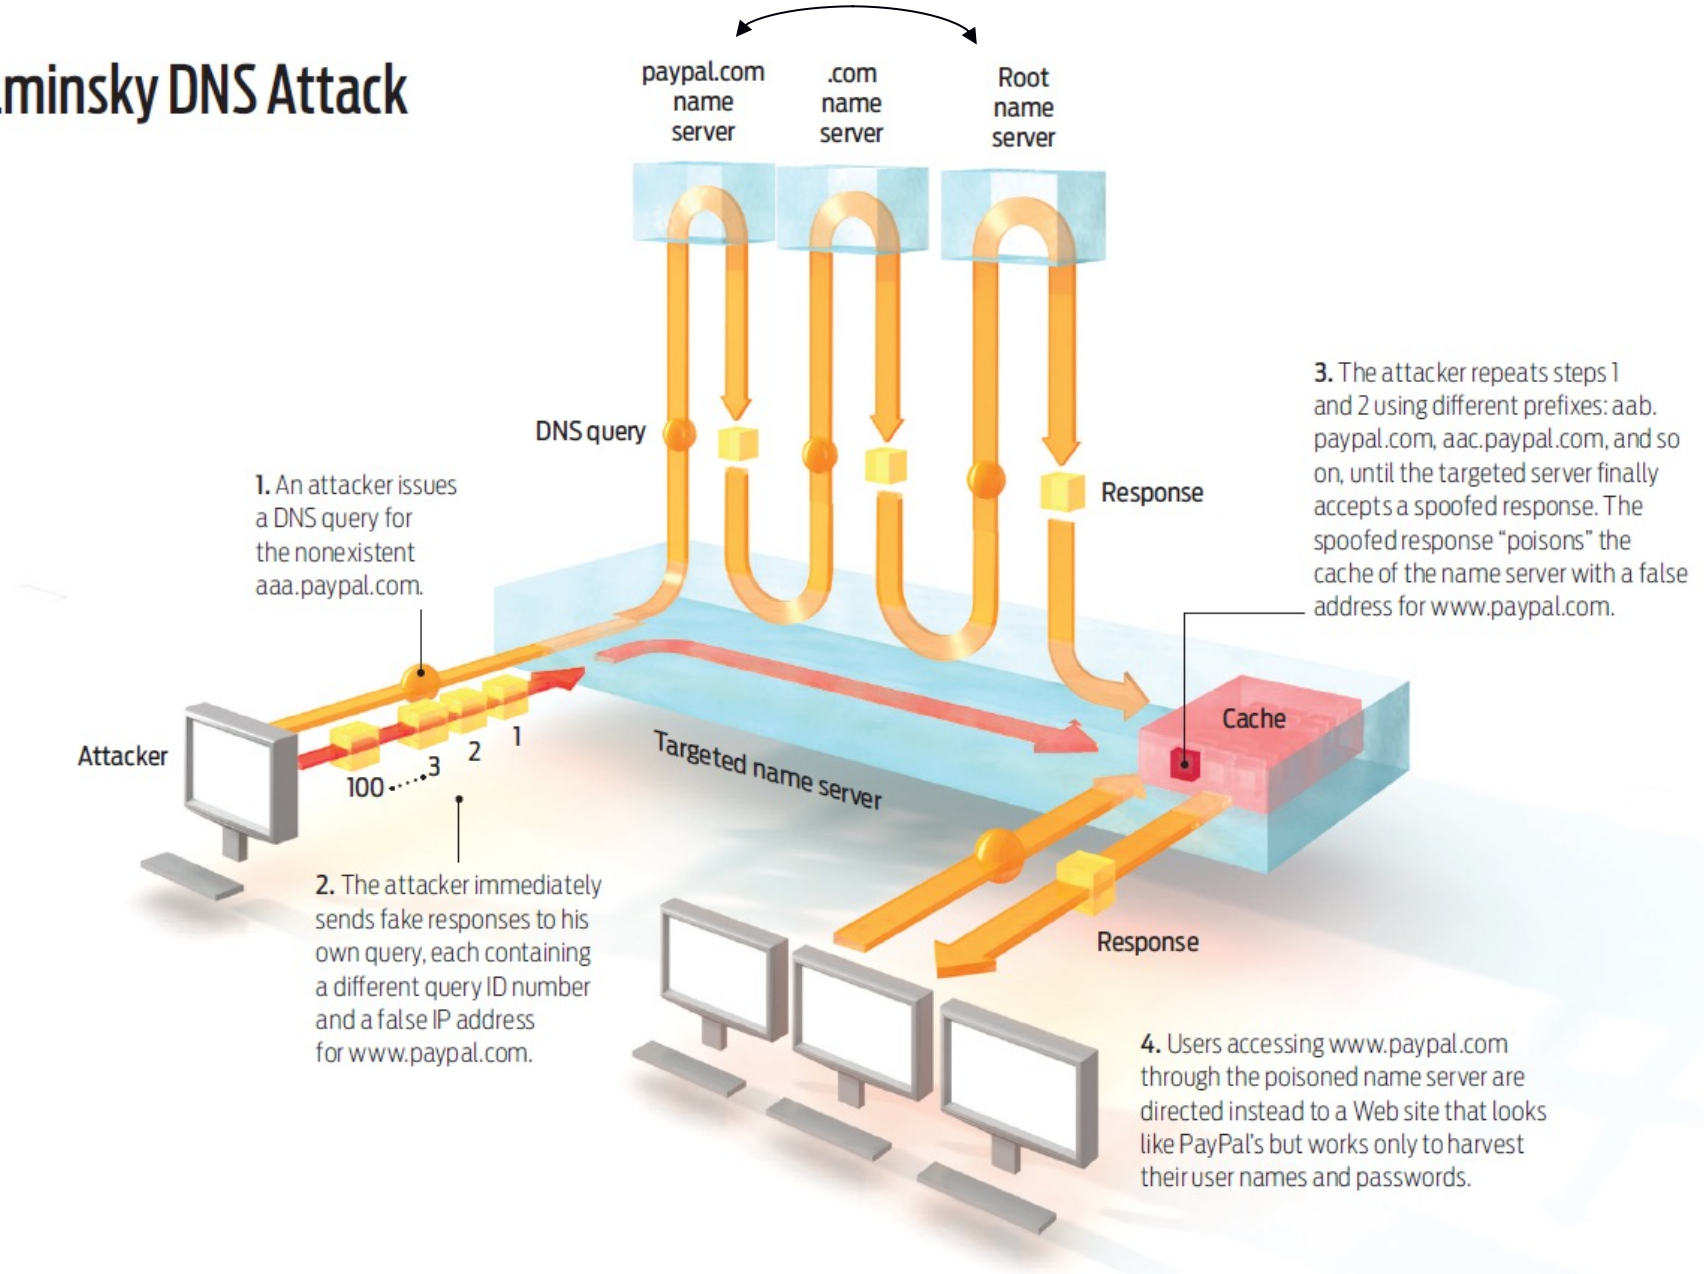 minsky DNS Attack
paypal.com
name
server
.com
name
server
Root
name
server
DNS query
Response
1. An attacker issues
a DNS query for
the nonexistent
aaa.paypal.com.
3. The attacker repeats steps 1
and 2 using different prefixes: aab.
paypal.com, aac.paypal.com, and so
on, until the targeted server finally
accepts a spoofed response. The
spoofed response “poisons” the
cache of the name server with a false
address for www.paypal.com.
Cache
Attacker
1
2
3
100
Targeted name server
2. The attacker immediately
sends fake responses to his
own query, each containing
a different query ID number
and a false IP address
for www.paypal.com.
Response
4. Users accessing www.paypal.com
through the poisoned name server are
directed instead to a Web site that looks
like PayPal’s but works only to harvest
their user names and passwords.